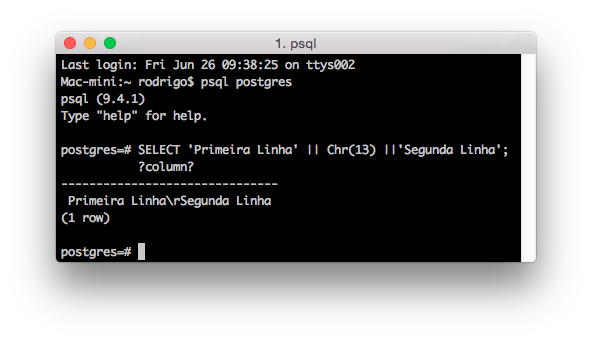 1. psql
Last login: Fri Jun 26 09:38:25 on ttys002
Mac-mini:~ rodrigo$ psql postgres
psql (9.4.1)
Type "help" for help.
postgres=# SELECT 'Primeira Linha' || Chr(13) ||'Segunda Linha';
?column?
-------------------------------
Primeira Linha\rSegunda Linha
(1 row)
postgres=#